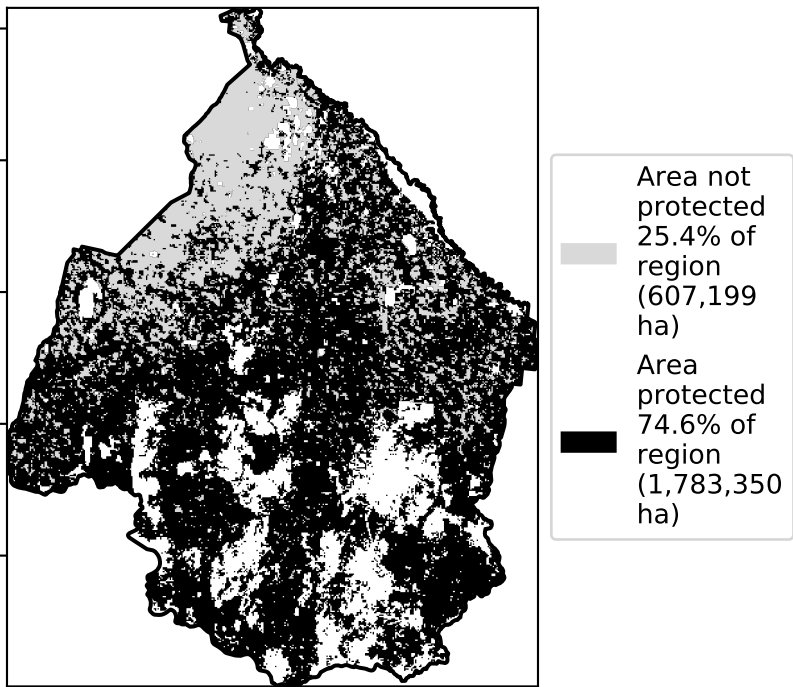 Area not
protected
25.4% of
region
(607,199
ha)
Area
protected
74.6% of
region
(1,783,350
ha)